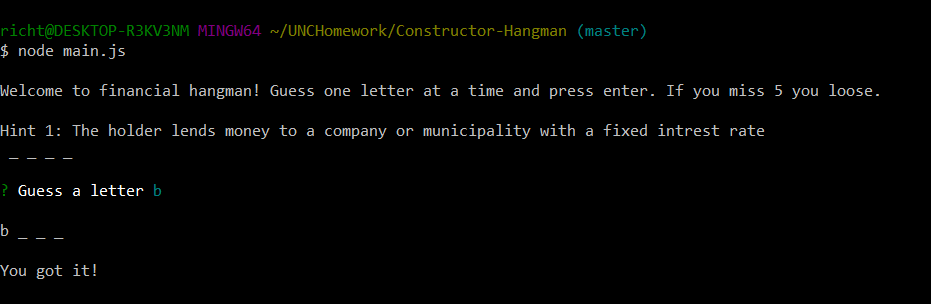 richt@DESKTOP-R3KV3NM MINGW64 ~/UNCHomework/Constructor-Hangman (master)
$ node main.js
Welcome to financial hangman! Guess one letter at a time and press enter. If you miss 5 you loose.
Hint 1: The holder lends money to a company or municipality with a fixed intrest rate
_ _ _ _
? Guess a letter b
b _ _ _
You got it!